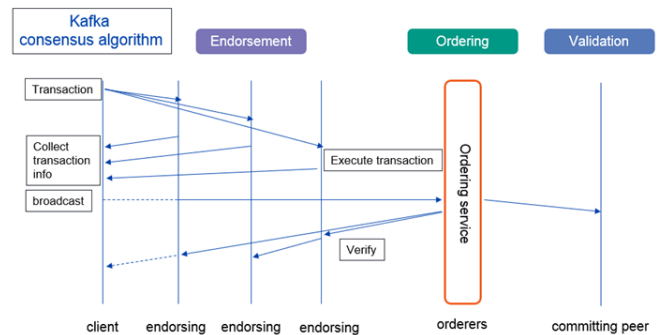 Kafka
consensus algorithm
Endorsement
Ordering
Validation
Transaction
Collect
transaction
info
Execute transaction
broadcast
Ordering service
Verify
client
endorsing
endorsing
endorsing
orderers
committing peer